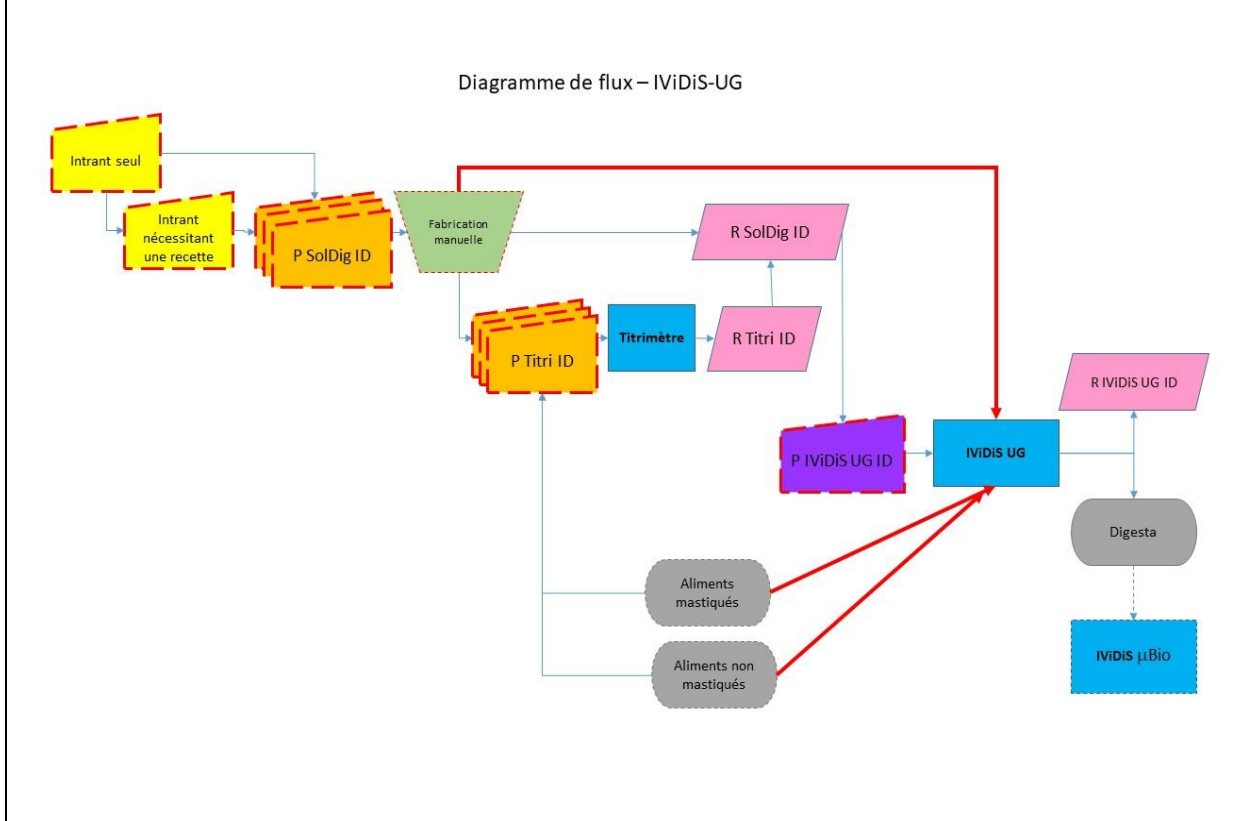 Diagramme de flux – IViDiS-UG
Intrant seul
Intrant
nécessitant
une recette
P SolDig ID
Fabrication
manuelle
R SolDig ID
P Titri ID
Titrimètre
R Titri ID
R IViDiS UG ID
P IViDiS UG ID
IViDiS UG
Digesta
Aliments
mastiqués
Aliments non
mastiqués
IViDiS µBio